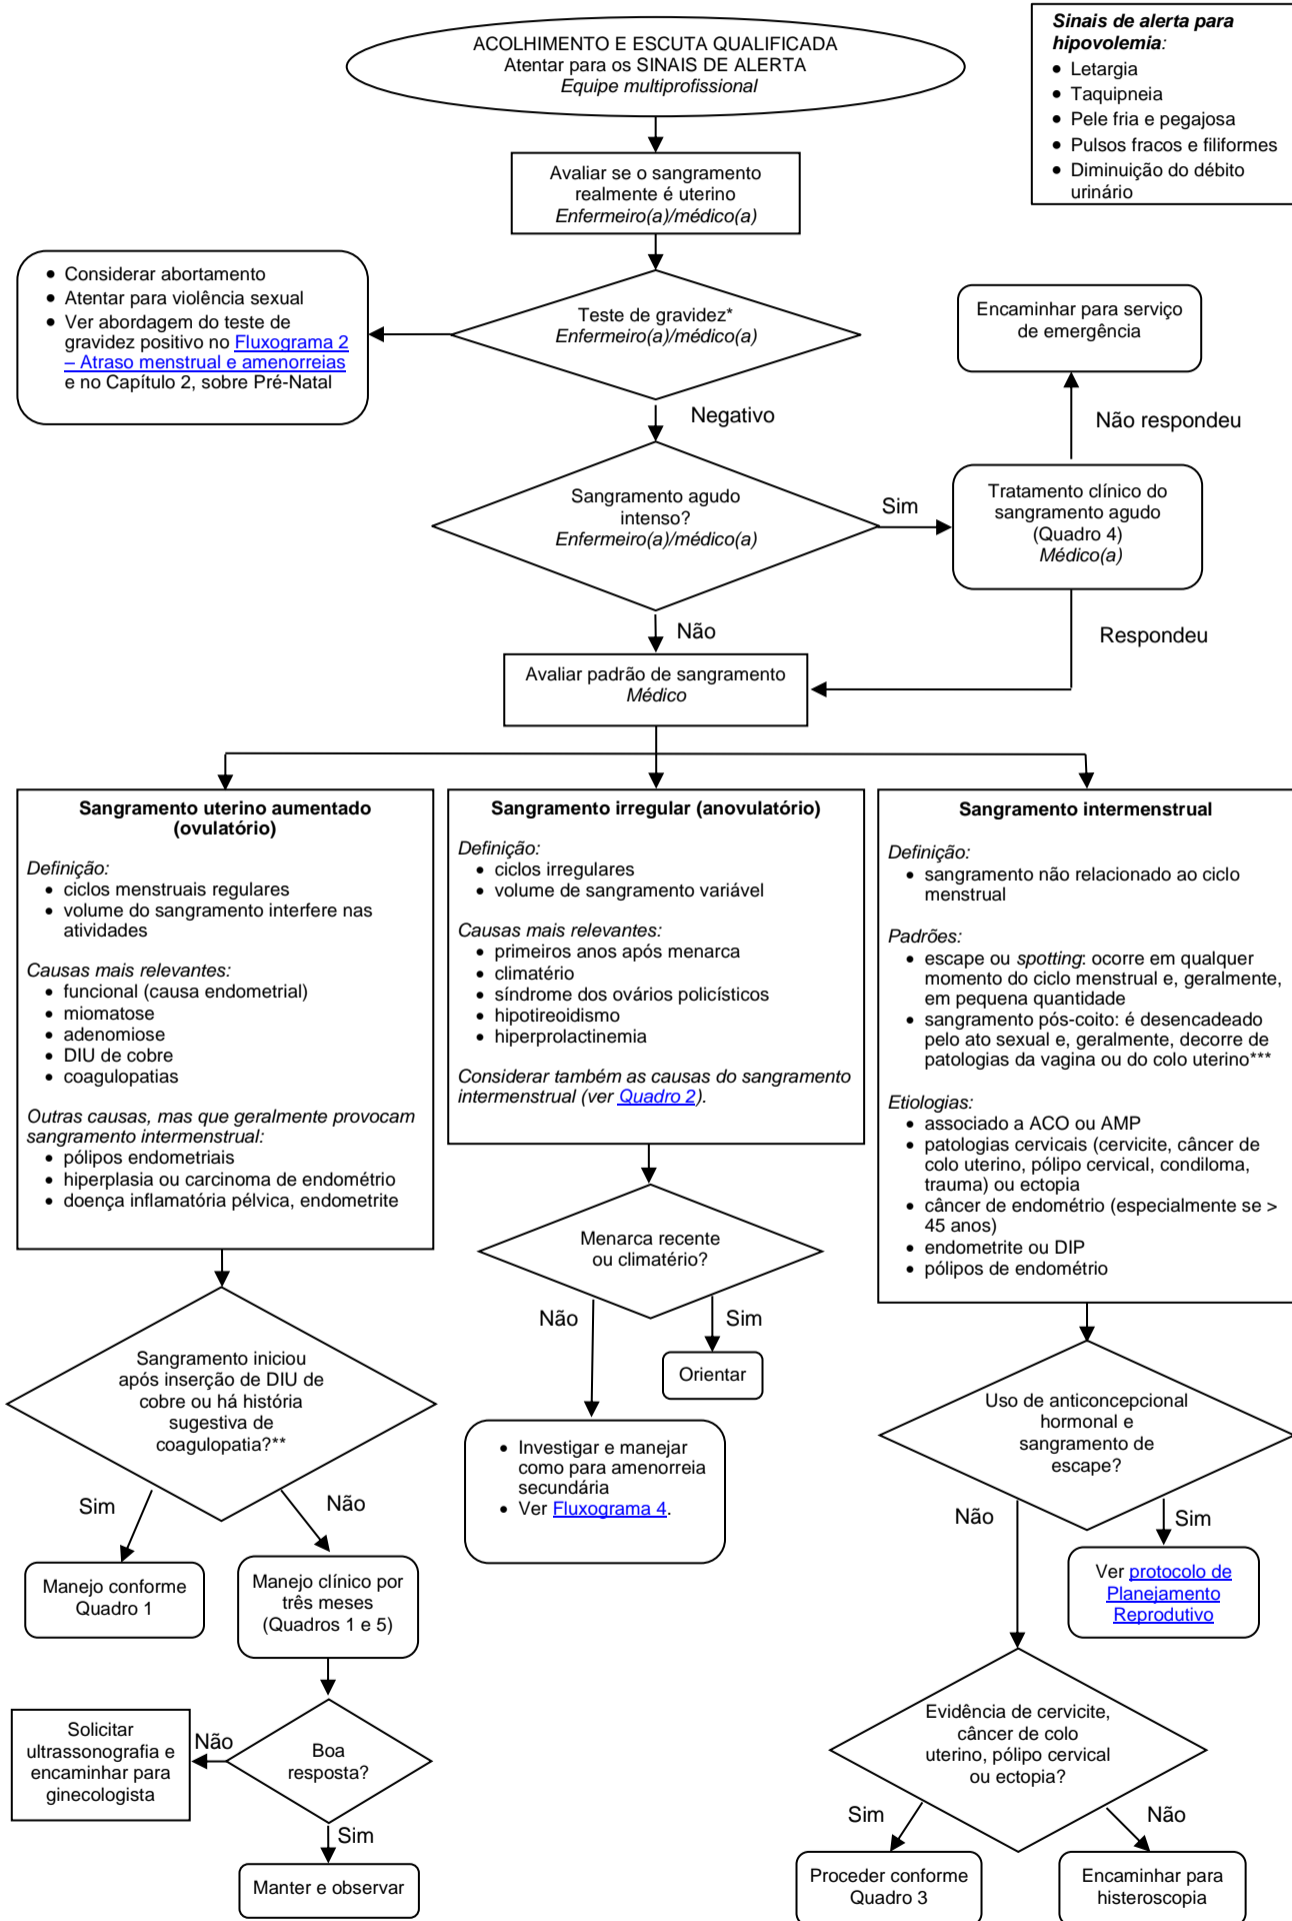 ACOLHIMENTO E ESCUTA QUALIFICADA
Atentar para os SINAIS DE ALERTA
Equipe multiprofissional
Sinais de alerta para
hipovolemia:
• Letargia
• Taquipneia
• Pele fria e pegajosa
• Pulsos fracos e filiformes
• Diminuição do débito
urinário
Avaliar se o sangramento
realmente é uterino
Enfermeiro(a)/médico(a)
• Considerar abortamento
• Atentar para violência sexual
• Ver abordagem do teste de
gravidez positivo no Fluxograma 2
– Atraso menstrual e amenorreias
e no Capítulo 2, sobre Pré-Natal
Teste de gravidez*
Enfermeiro(a)/médico(a)
Encaminhar para serviço
de emergência
Negativo
Não respondeu
Sangramento agudo
intenso?
Enfermeiro(a)/médico(a)
Sim
Tratamento clínico do
sangramento agudo
(Quadro 4)
Médico(a)
Não
Respondeu
Avaliar padrão de sangramento
Médico
Sangramento uterino aumentado
(ovulatório)
Definição:
• ciclos menstruais regulares
• volume do sangramento interfere nas
atividades
Causas mais relevantes:
• funcional (causa endometrial)
• miomatose
• adenomiose
• DIU de cobre
• coagulopatias
Outras causas, mas que geralmente provocam
sangramento intermenstrual:
• pólipos endometriais
• hiperplasia ou carcinoma de endométrio
• doença inflamatória pélvica, endometrite
Sangramento irregular (anovulatório)
Definição:
• ciclos irregulares
• volume de sangramento variável
Causas mais relevantes:
• primeiros anos após menarca
• climatério
• síndrome dos ovários policísticos
• hipotireoidismo
• hiperprolactinemia
Considerar também as causas do sangramento
intermenstrual (ver Quadro 2).
Sangramento intermenstrual
Definição:
• sangramento não relacionado ao ciclo
menstrual
Padrões:
• escape ou spotting: ocorre em qualquer
momento do ciclo menstrual e, geralmente,
em pequena quantidade
• sangramento pós-coito: é desencadeado
pelo ato sexual e, geralmente, decorre de
patologias da vagina ou do colo uterino***
Etiologias:
• associado a ACO ou AMP
• patologias cervicais (cervicite, câncer de
colo uterino, pólipo cervical, condiloma,
trauma) ou ectopia
• câncer de endométrio (especialmente se >
45 anos)
• endometrite ou DIP
• pólipos de endométrio
Sangramento iniciou
após inserção de DIU de
cobre ou há história
sugestiva de
coagulopatia?**
Sim
Não
Manejo conforme
Quadro 1
Manejo clínico por
três meses
(Quadros 1 e 5)
Boa
resposta?
Não
Solicitar
ultrassonografia e
encaminhar para
ginecologista
Sim
Manter e observar
Menarca recente
ou climatério?
Não
Sim
Orientar
• Investigar e manejar
como para amenorreia
secundária
• Ver Fluxograma 4.
Uso de anticoncepcional
hormonal e
sangramento de
escape?
Não
Sim
Ver protocolo de
Planejamento
Reprodutivo
Evidência de cervicite,
câncer de colo
uterino, pólipo cervical
ou ectopia?
Sim
Não
Proceder conforme
Quadro 3
Encaminhar para
histeroscopia